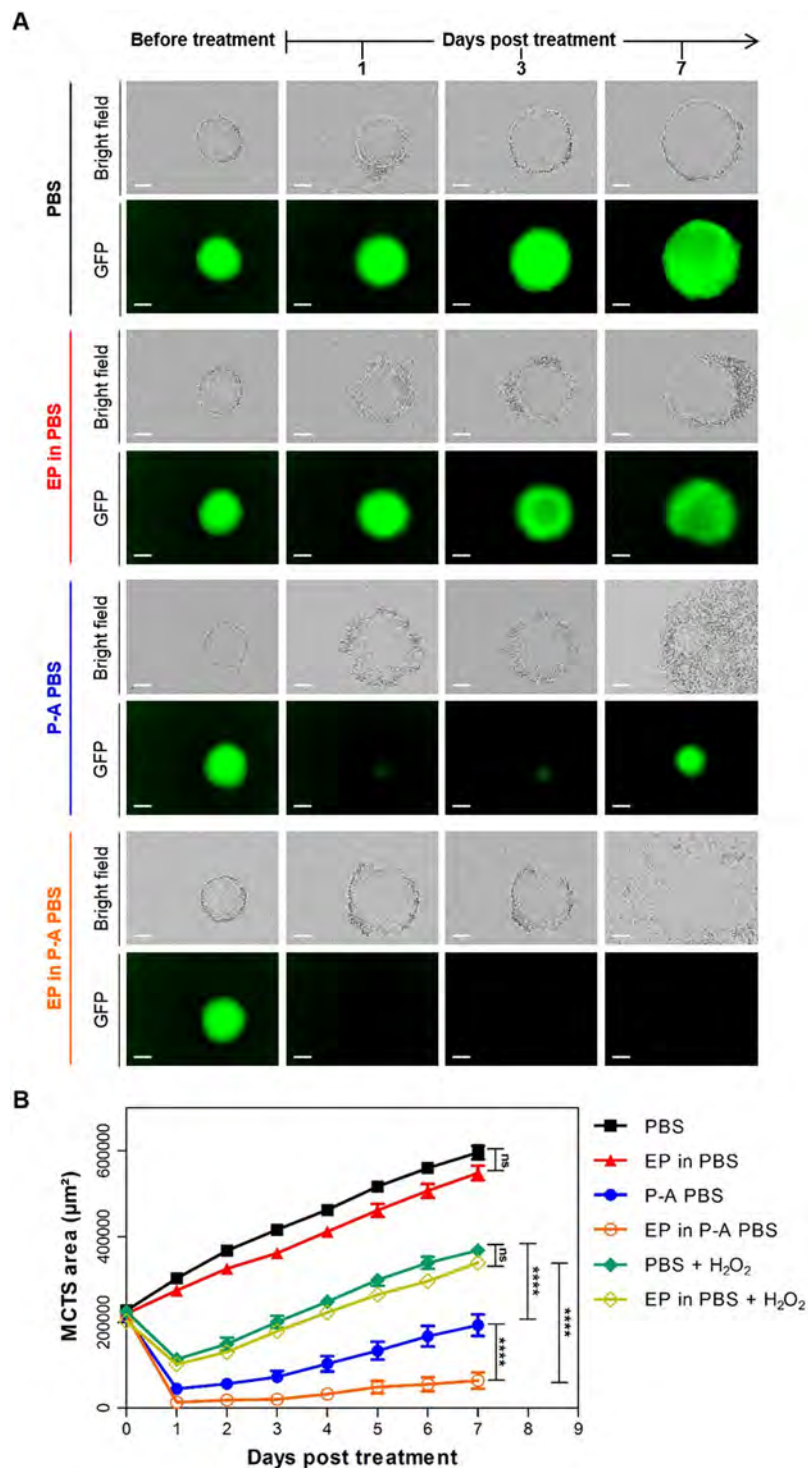 A
Before treatment
Days post treatment
1 3 7
PBS
Bright field
GFP
EP in PBS
Bright field
GFP
P-A PBS
Bright field
GFP
EP in P-A PBS
Bright field
GFP
B
MCTS area (µm²)
600000
400000
200000
0
0 1 2 3 4 5 6 7 8 9
Days post treatment
ns
ns
****
****
****
PBS
EP in PBS
P-A PBS
EP in P-A PBS
PBS + H₂O₂
EP in PBS + H₂O₂